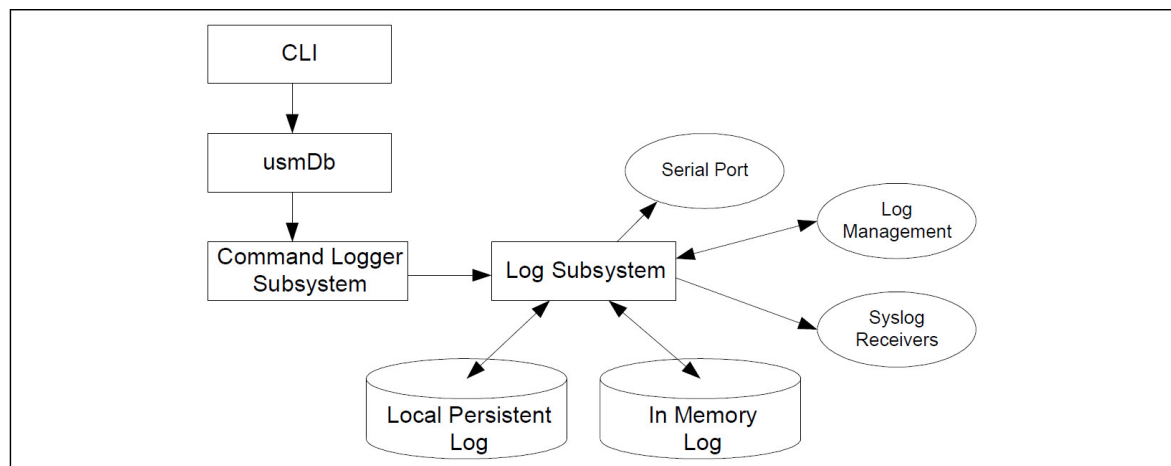 CLI
usmDb
Serial Port
Log
Management
Command Logger
Subsystem
Log Subsystem
Syslog
Receivers
Local Persistent
Log
In Memory
Log